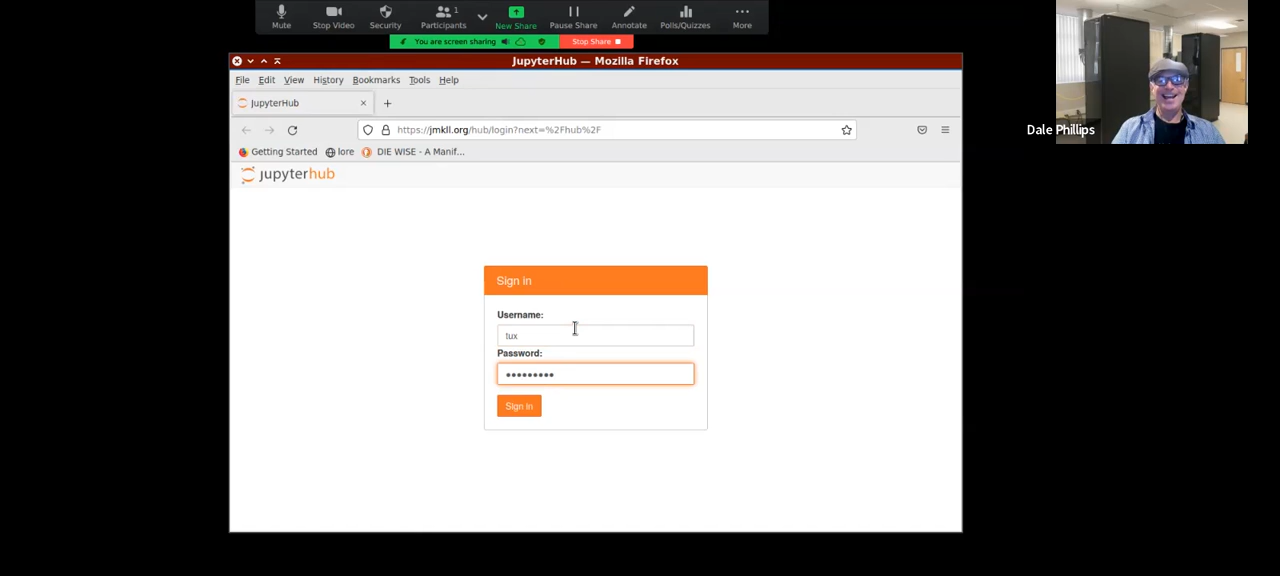 Mute Stop Video Security Participants 1 New Share Pause Share Annotate Polls/Quizzes More
You are screen sharing Stop Share
JupyterHub — Mozilla Firefox
File Edit View History Bookmarks Tools Help
JupyterHub
https://jmkll.org/hub/login?next=%2Fhub%2F
Dale Phillips
Getting Started lore DIE WISE - A Manif...
jupyterhub
Sign in
Username:
tux
Password:
•••••••••
Sign in